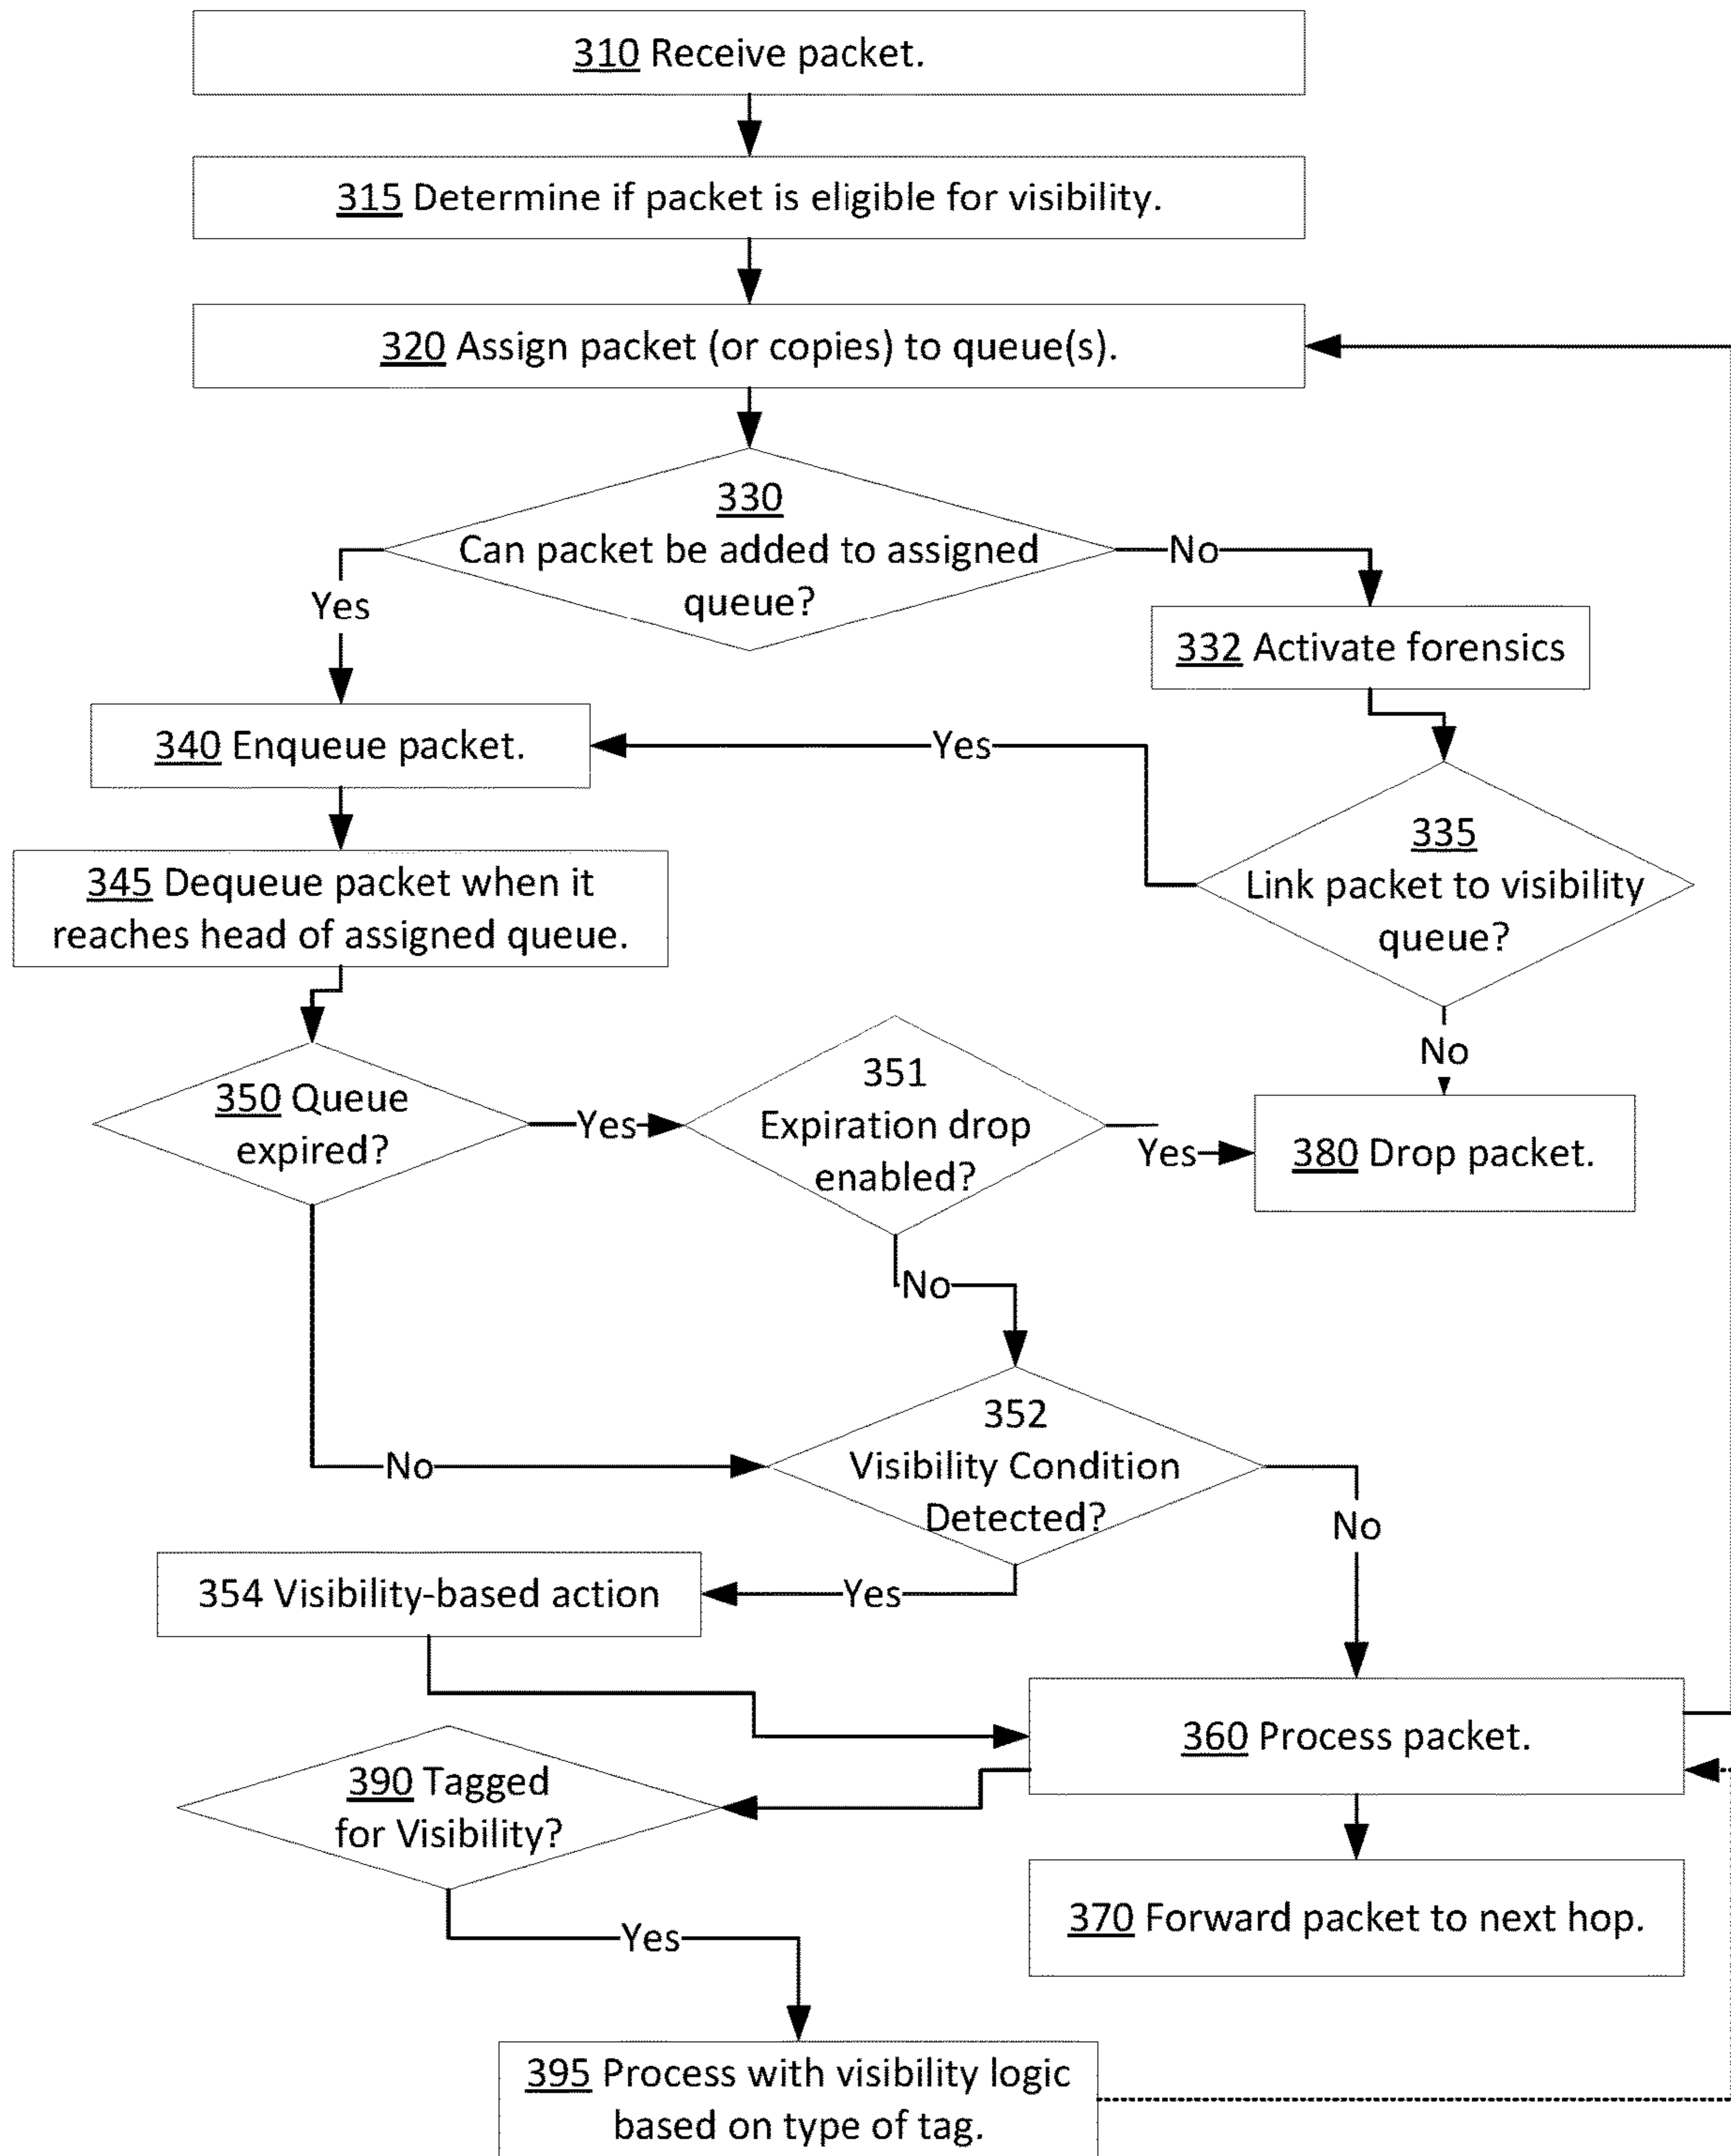 310 Receive packet.
315 Determine if packet is eligible for visibility.
320 Assign packet (or copies) to queue(s).
330
Can packet be added to assigned
queue?
No
Yes
332 Activate forensics
340 Enqueue packet.
Yes
335
Link packet to visibility
queue?
345 Dequeue packet when it
reaches head of assigned queue.
No
350 Queue
expired?
Yes
351
Expiration drop
enabled?
Yes
380 Drop packet.
No
No
352
Visibility Condition
Detected?
No
354 Visibility-based action
Yes
360 Process packet.
390 Tagged
for Visibility?
370 Forward packet to next hop.
Yes
395 Process with visibility logic
based on type of tag.